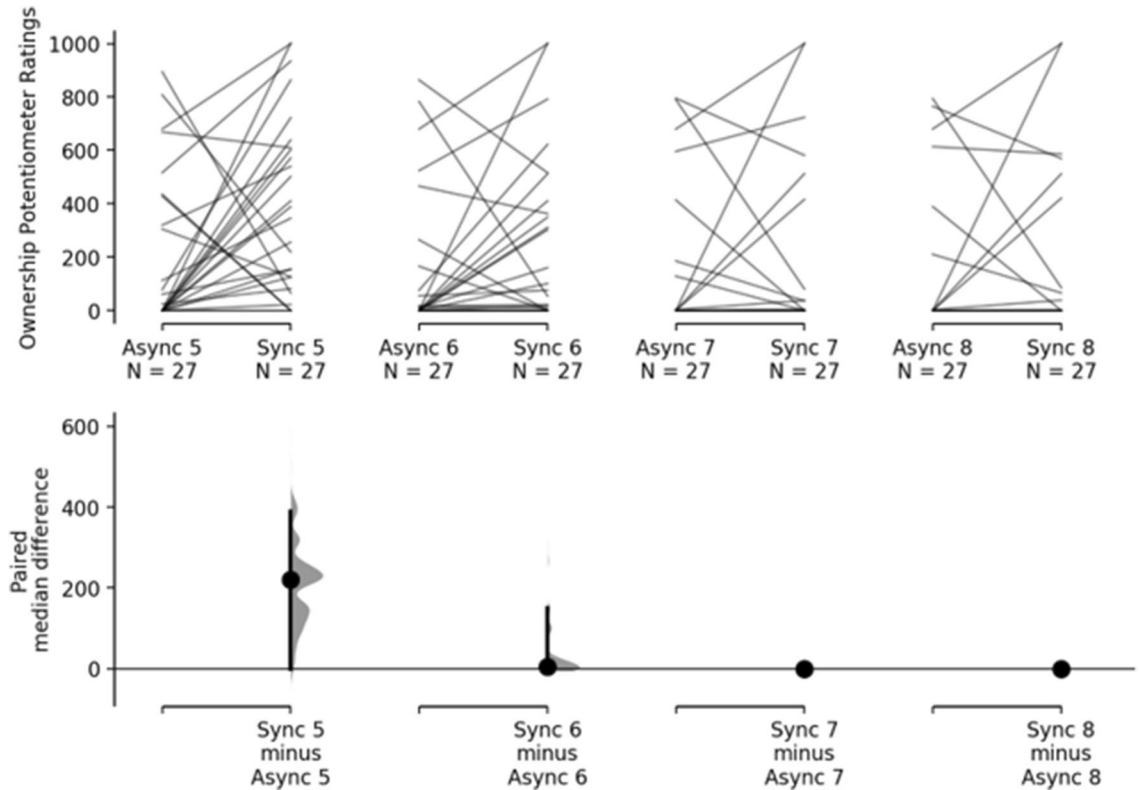 Ownership Potentiometer Ratings
1000
800
600
400
200
0
Async 5
N = 27
Sync 5
N = 27
Async 6
N = 27
Sync 6
N = 27
Async 7
N = 27
Sync 7
N = 27
Async 8
N = 27
Sync 8
N = 27
Paired
median difference
600
400
200
0
Sync 5
minus
Async 5
Sync 6
minus
Async 6
Sync 7
minus
Async 7
Sync 8
minus
Async 8